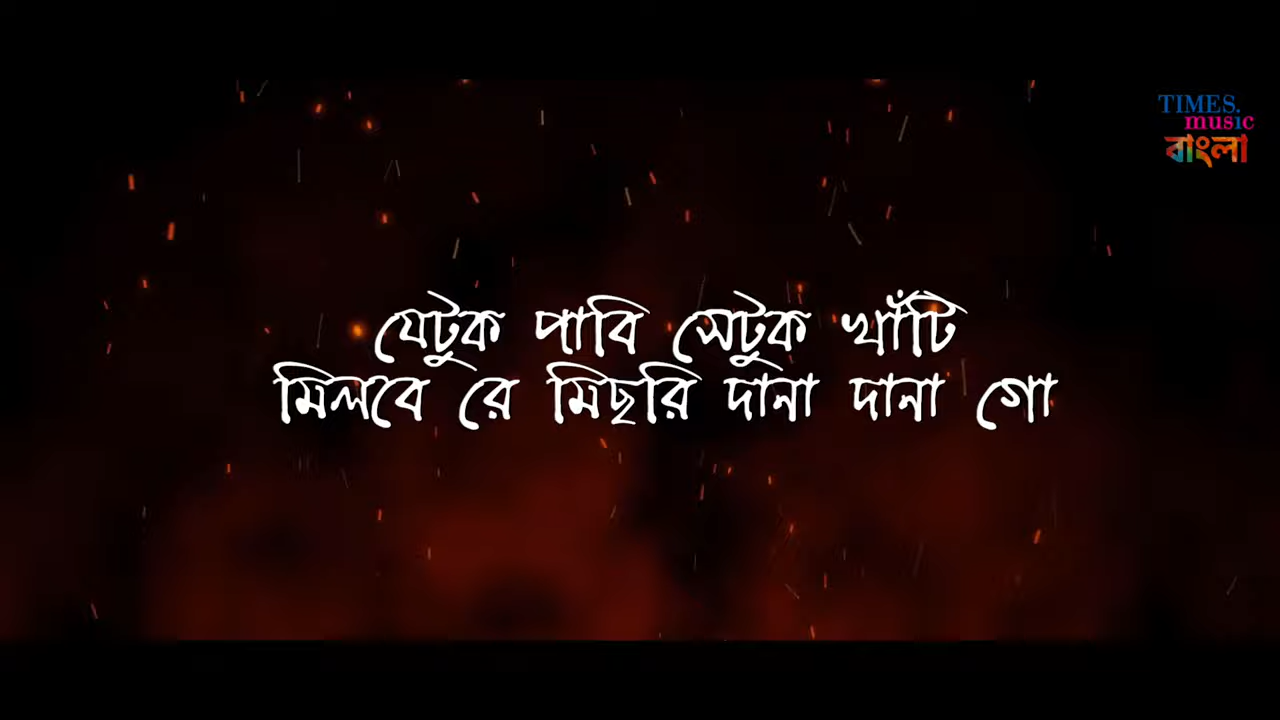 TIMES.
music
বাংলা
যেটুক পাবি সেটুক খাঁটি
মিলবে রে মিছরি দানা দানা গো